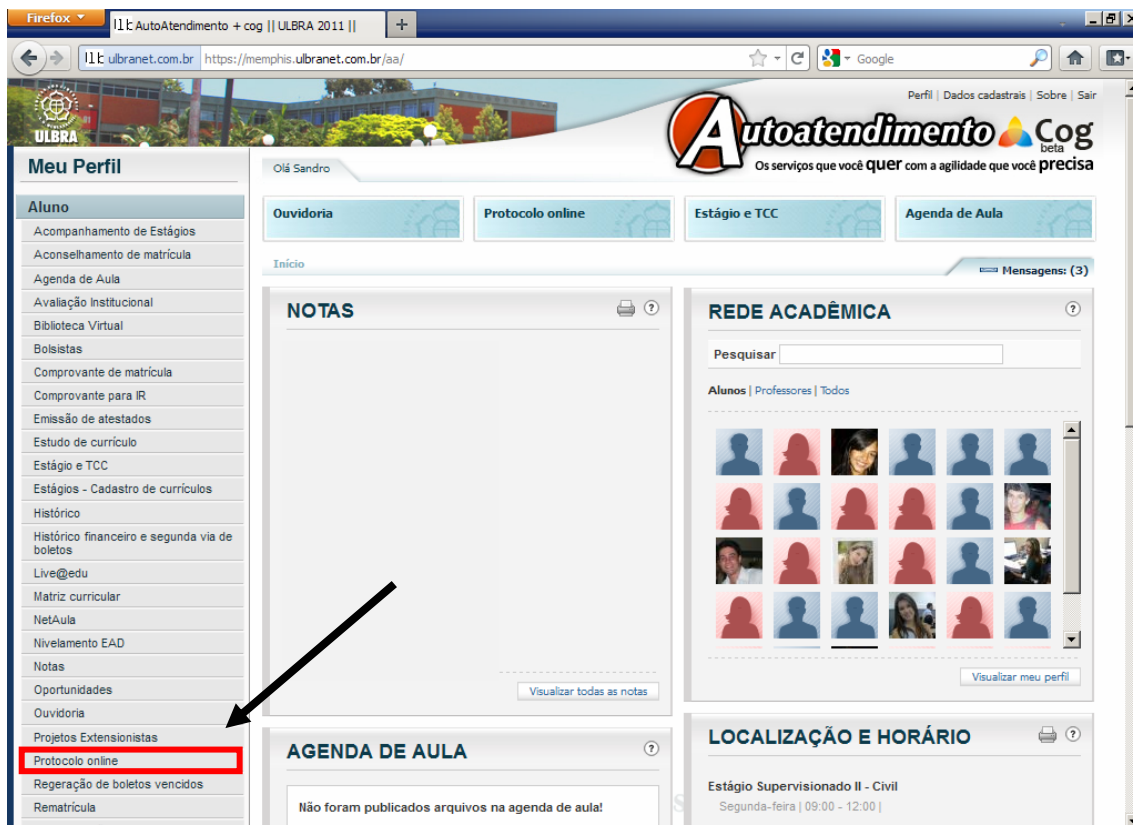 Firefox
AutoAtendimento + cog || ULBRA 2011 ||
+
ulbranet.com.br https://memphis.ulbranet.com.br/aa/
Google
ULBRA
Perfil | Dados cadastrais | Sobre | Sair
Autoatendimento Cog
beta
Os serviços que você quer com a agilidade que você precisa
Meu Perfil
Olá Sandro
Aluno
Acompanhamento de Estágios
Aconselhamento de matrícula
Agenda de Aula
Avaliação Institucional
Biblioteca Virtual
Bolsistas
Comprovante de matrícula
Comprovante para IR
Emissão de atestados
Estudo de currículo
Estágio e TCC
Estágios - Cadastro de currículos
Histórico
Histórico financeiro e segunda via de
boletos
Live@edu
Matriz curricular
NetAula
Nivelamento EAD
Notas
Oportunidades
Ouvidoria
Projetos Extensionistas
Protocolo online
Regeração de boletos vencidos
Rematrícula
Ouvidoria
Protocolo online
Estágio e TCC
Agenda de Aula
Início
Mensagens: (3)
NOTAS
?
Visualizar todas as notas
AGENDA DE AULA
?
Não foram publicados arquivos na agenda de aula!
REDE ACADÊMICA
?
Pesquisar
Alunos | Professores | Todos
Visualizar meu perfil
LOCALIZAÇÃO E HORÁRIO
?
Estágio Supervisionado II - Civil
Segunda-feira | 09:00 - 12:00 |